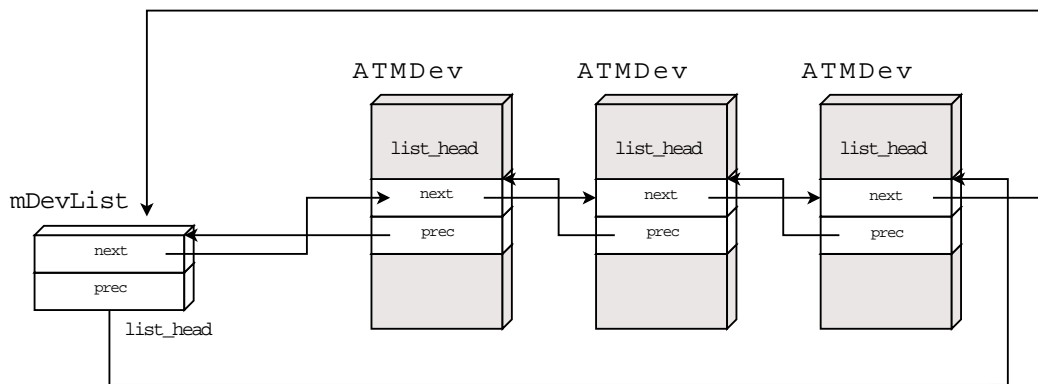 ATMDev ATMDev ATMDev
list_head list_head list_head
mDevList
next next next
prec prec prec
next
prec
list_head